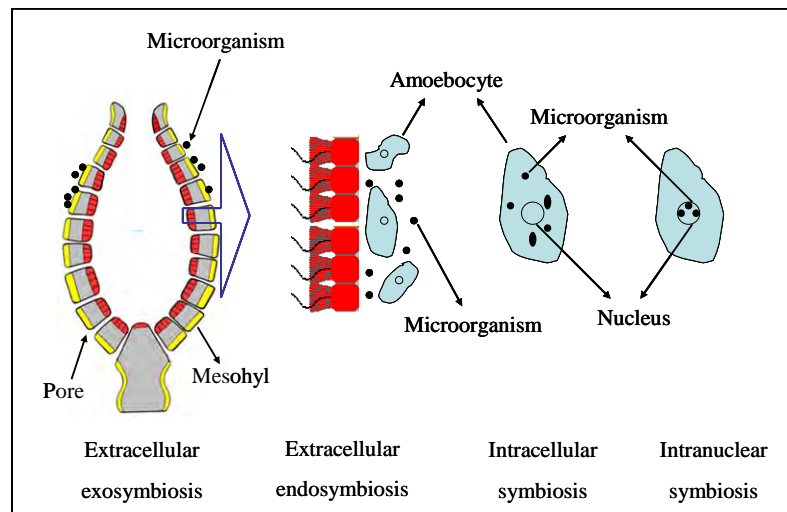 Microorganism
Amoebocyte
Microorganism
Microorganism
Nucleus
Pore
Mesohyl
Extracellular
exosymbiosis
Extracellular
endosymbiosis
Intracellular
symbiosis
Intranuclear
symbiosis